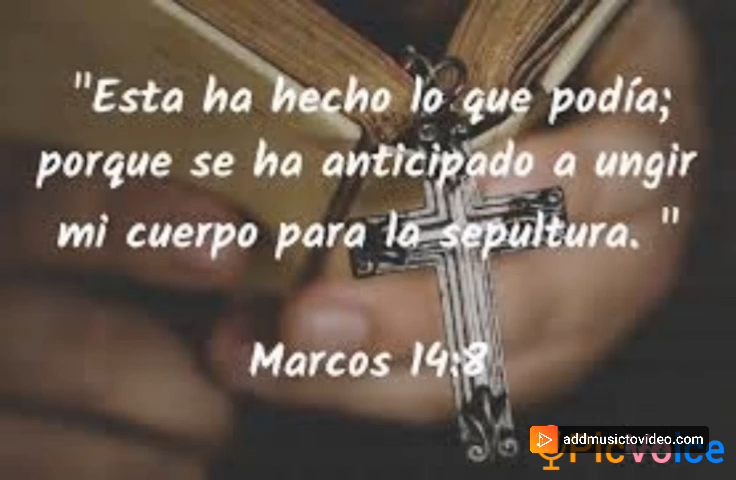 "Esta ha hecho lo que podía;
porque se ha anticipado a ungir
mi cuerpo para la sepultura. "
Marcos 14:8
addmusictovideo.com
Picvoice